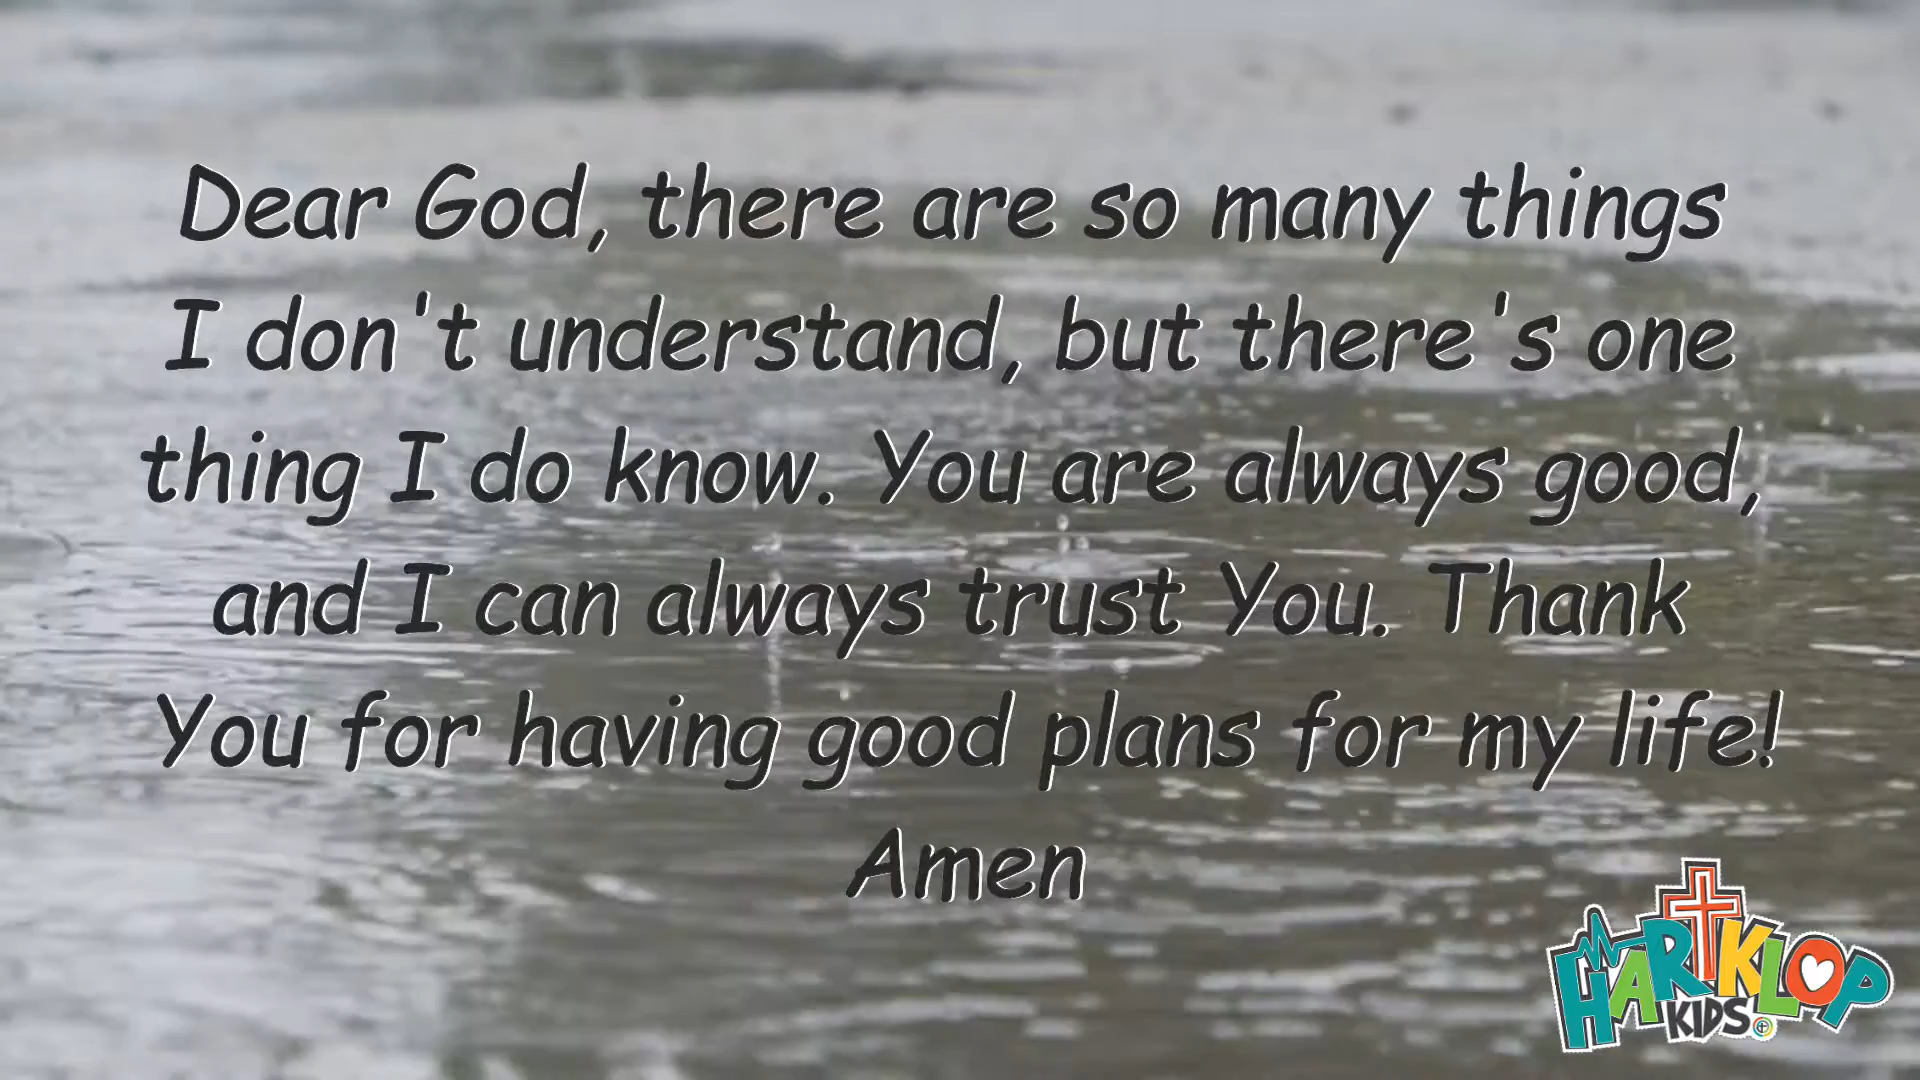 Dear God, there are so many things
I don't understand, but there's one
thing I do know. You are always good,
and I can always trust You. Thank
You for having good plans for my life!
Amen
HARTKLOP
KIDS